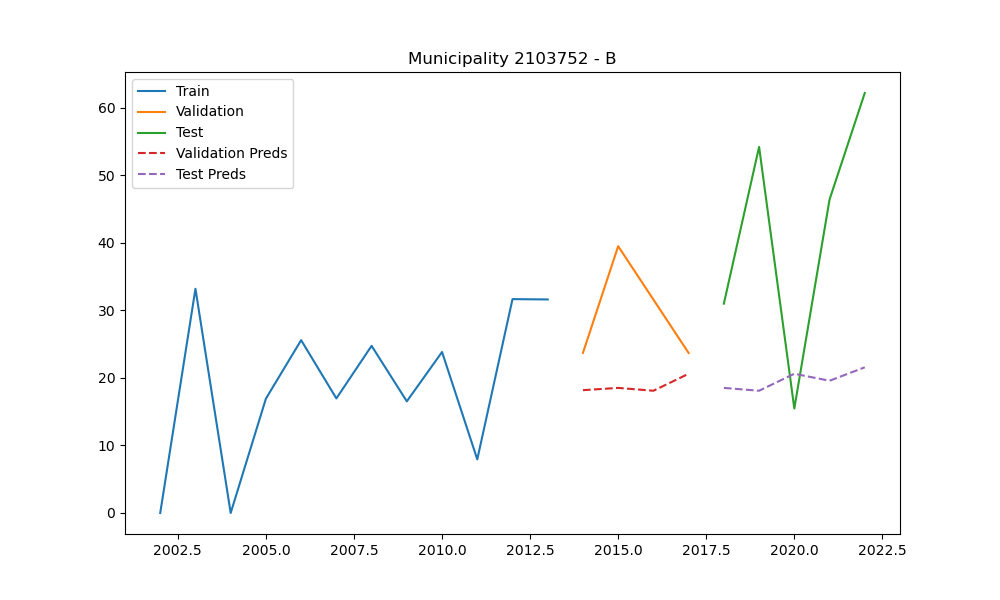 Municipality 2103752 - B
Train
Validation
Test
Validation Preds
Test Preds
60
50
40
30
20
10
0
2002.5 2005.0 2007.5 2010.0 2012.5 2015.0 2017.5 2020.0 2022.5